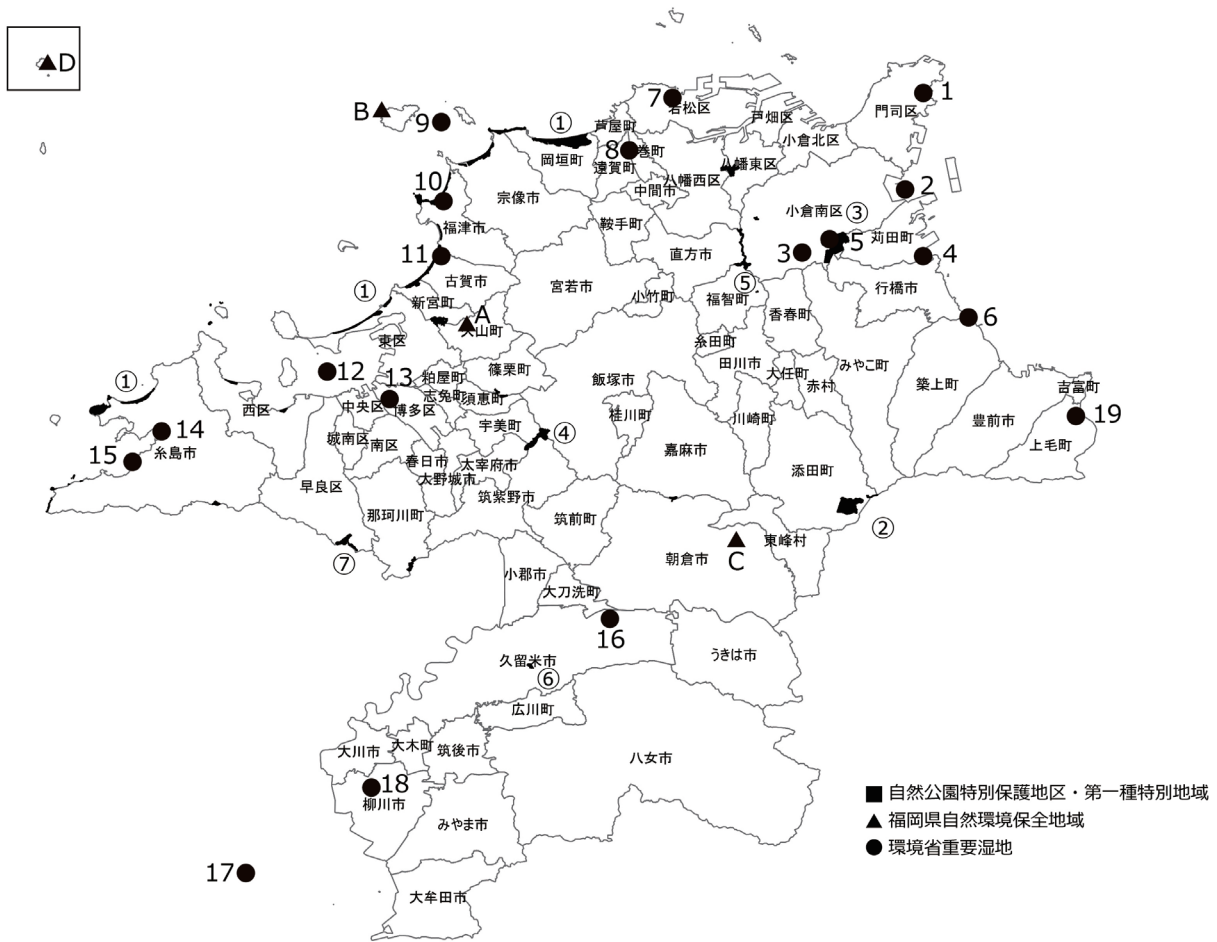 D
B
9
①
7
若松区
戸畑区
門司区
1
芦屋町
小倉北区
岡垣町
8
巻町
遠賀町
八幡東区
八幡西区
中間市
2
10
宗像市
小倉南区
③
福津市
鞍手町
苅田町
5
3
4
11
直方市
古賀市
宮若市
⑤
行橋市
①
新宮町
小竹町
福智町
香春町
A
久山町
6
東区
糸田町
みやこ町
12
篠栗町
田川市
大任町
赤村
築上町
①
13
粕屋町
飯塚市
吉富町
西区
中央区
博多区
志免町
須恵町
桂川町
川崎町
豊前市
19
14
城南区
南区
宇美町
④
上毛町
15
糸島市
春日市
太宰府市
嘉麻市
添田町
大野城市
早良区
筑紫野市
那珂川町
筑前町
②
⑦
朝倉市
C
東峰村
小郡市
大刀洗町
16
久留米市
うきは市
⑥
広川町
大川市
大木町
筑後市
八女市
18
柳川市
みやま市
17
大牟田市
■ 自然公園特別保護地区・第一種特別地域
▲ 福岡県自然環境保全地域
● 環境省重要湿地